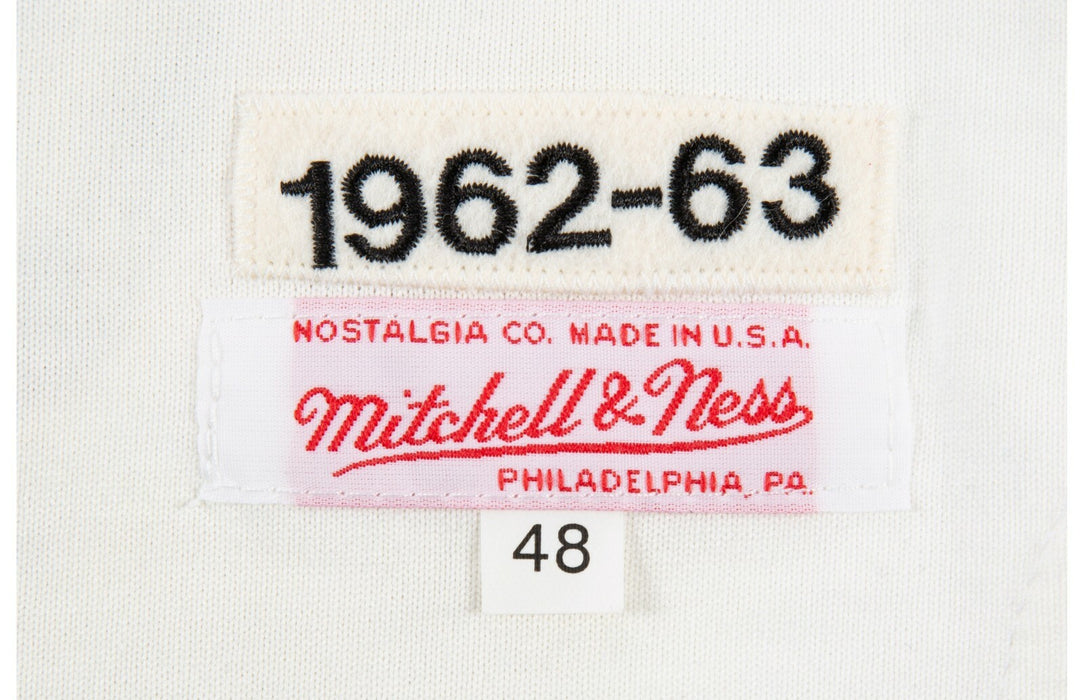 1962-63
NOSTALGIA CO. MADE IN U.S.A.
Mitchell & Ness
PHILADELPHIA, PA.
48